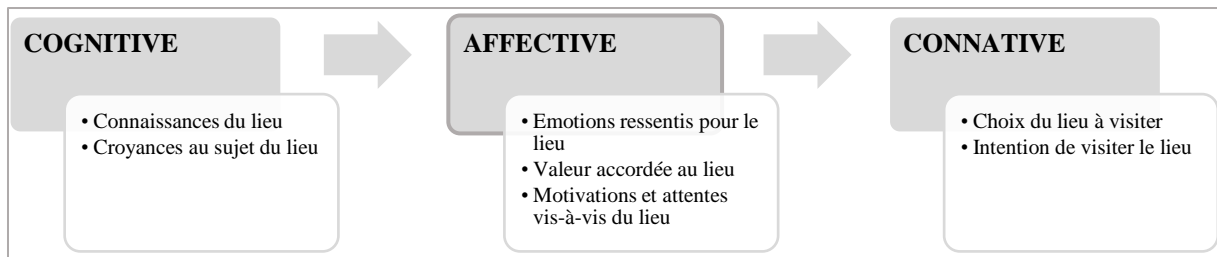 COGNITIVE
• Connaissances du lieu
• Croyances au sujet du lieu
AFFECTIVE
• Emotions ressentis pour le
lieu
• Valeur accordée au lieu
• Motivations et attentes
vis-à-vis du lieu
CONNATIVE
• Choix du lieu à visiter
• Intention de visiter le lieu